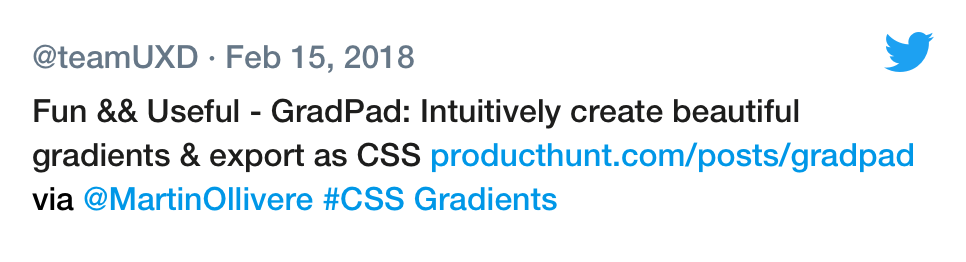 @teamUXD · Feb 15, 2018
Fun && Useful - GradPad: Intuitively create beautiful
gradients & export as CSS producthunt.com/posts/gradpad
via @MartinOllivere #CSS Gradients